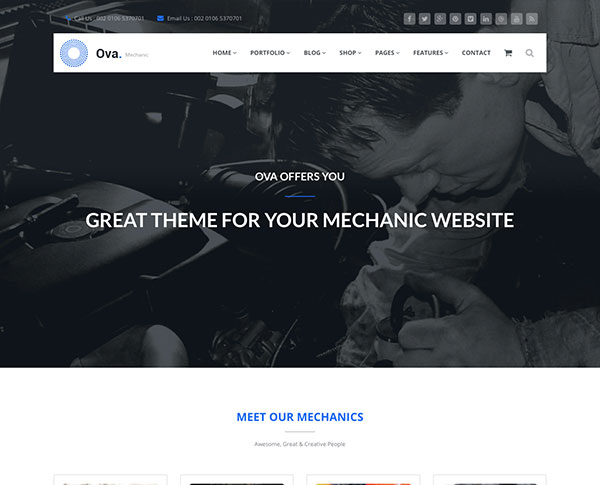 Call Us : 002 0106 5370701 Email Us : 002 0106 5370701
Ova. Mechanic HOME PORTFOLIO BLOG SHOP PAGES FEATURES CONTACT
OVA OFFERS YOU
GREAT THEME FOR YOUR MECHANIC WEBSITE
MEET OUR MECHANICS
Awesome, Great & Creative People